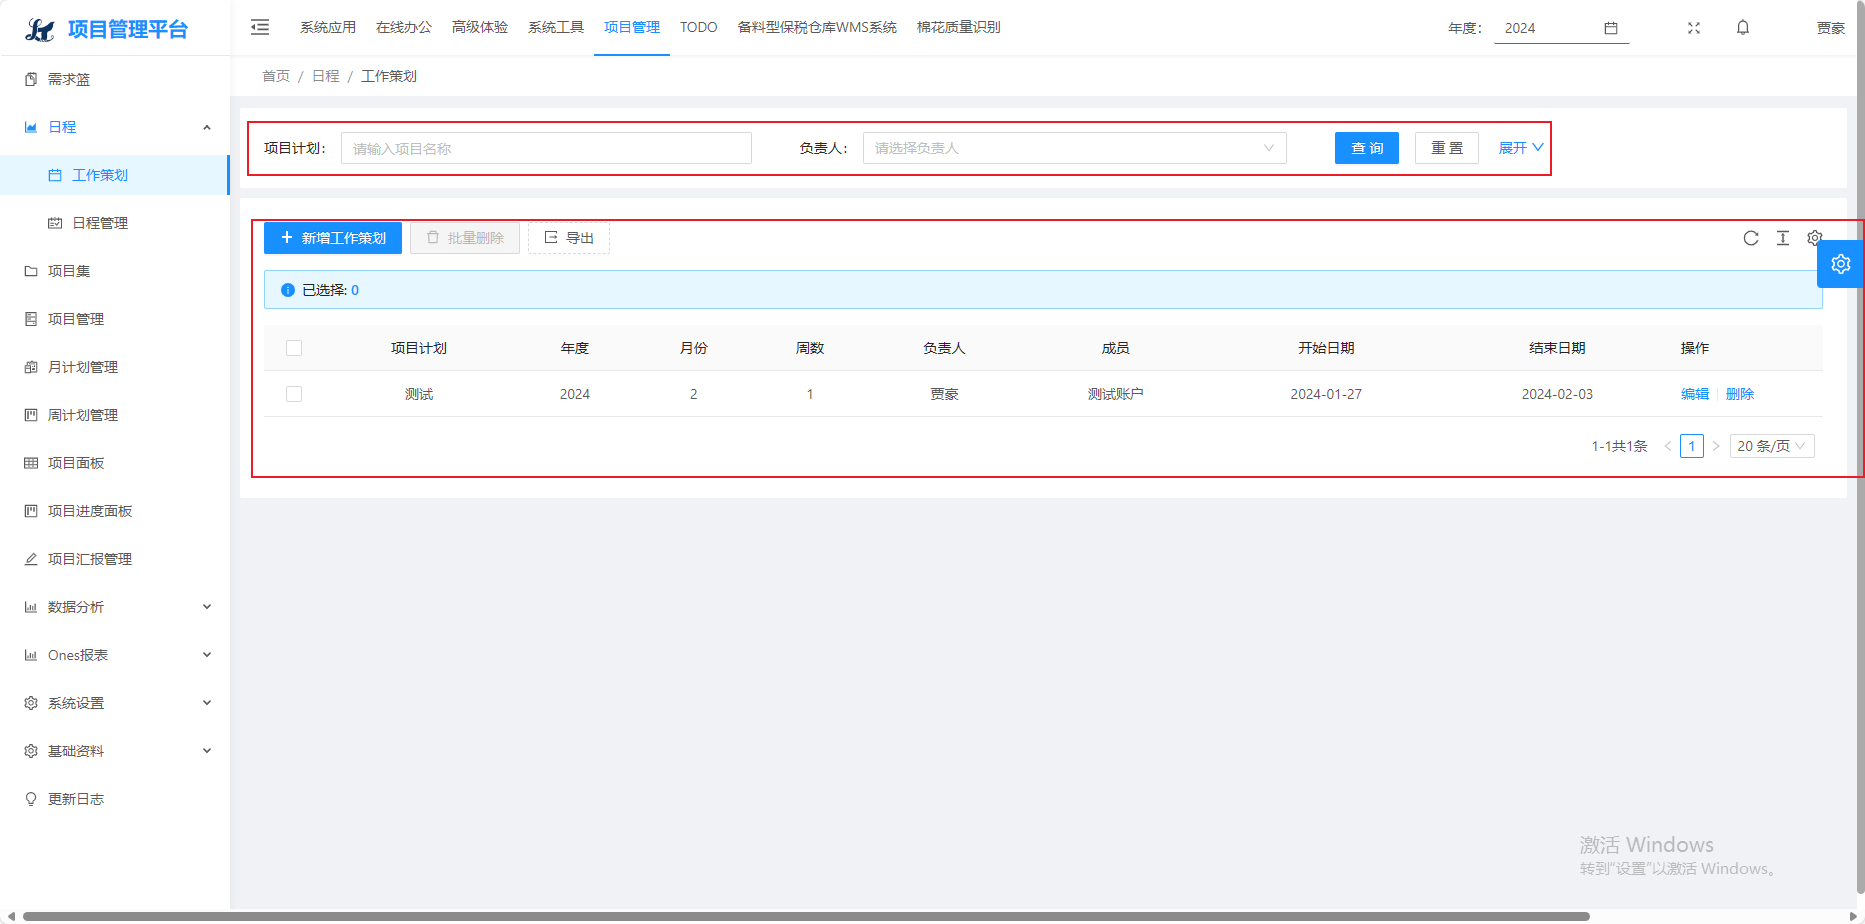 项目管理平台
系统应用 在线办公 高级体验 系统工具 项目管理 TODO 备料型保税仓库WMS系统 棉花质量识别 年度： 2024 贾豪
首页 / 日程 / 工作策划
需求篮
日程
工作策划
日程管理
项目集
项目管理
月计划管理
周计划管理
项目面板
项目进度面板
项目汇报管理
数据分析
Ones报表
系统设置
基础资料
更新日志
项目计划： 请输入项目名称 负责人： 请选择负责人 查 询 重 置 展开
新增工作策划 批量删除 导出
已选择: 0
项目计划 年度 月份 周数 负责人 成员 开始日期 结束日期 操作
测试 2024 2 1 贾豪 测试账户 2024-01-27 2024-02-03 编辑 删除
1-1共1条 < 1 > 20 条/页
激活 Windows
转到"设置"以激活 Windows。